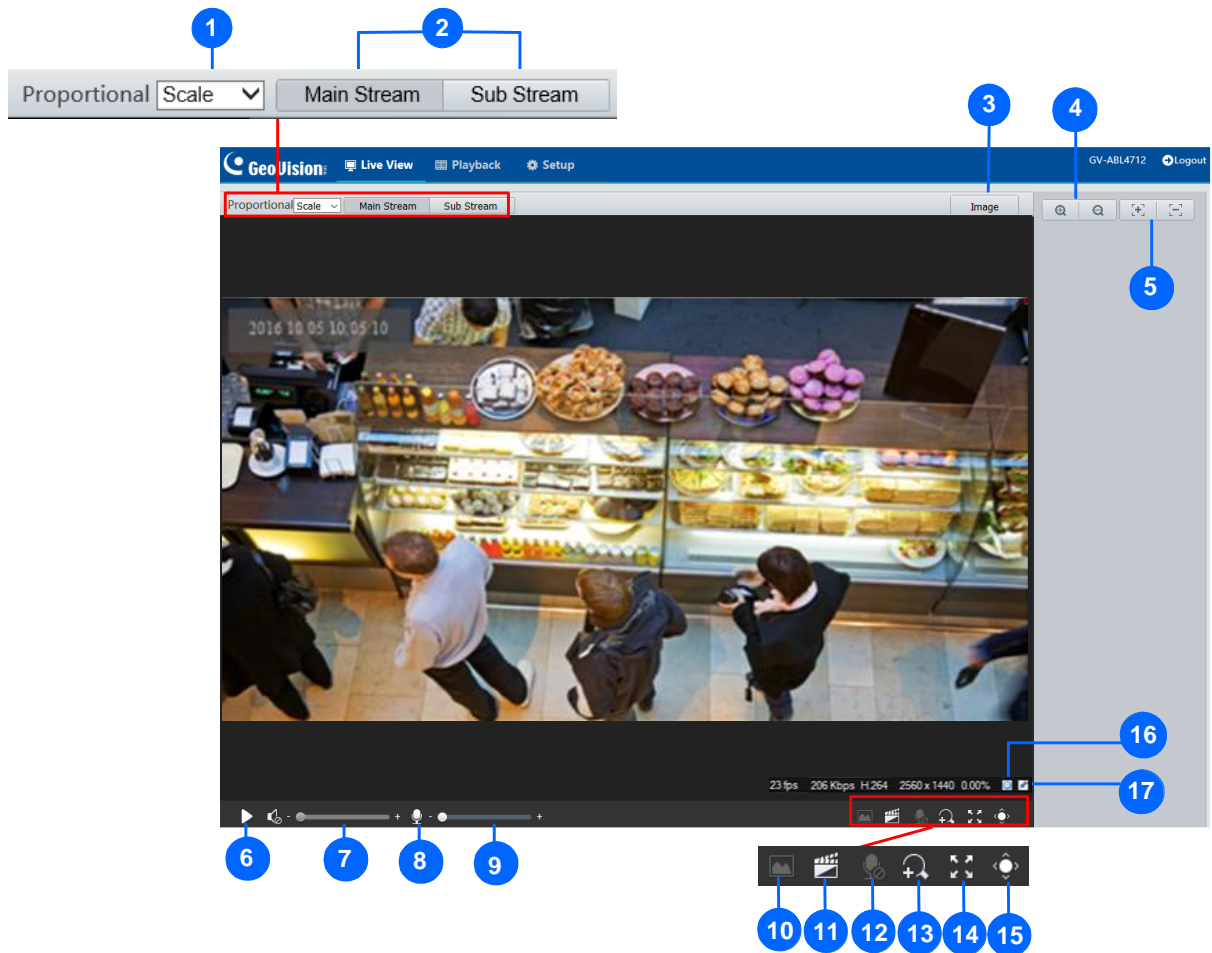 1
2
Proportional Scale Main Stream Sub Stream
3
4
GeoVision Live View Playback Setup GV-ABL4712 Logout
Proportional Scale Main Stream Sub Stream Image
5
2016 10 05 10:05:10
16
23 fps 206 Kbps H.264 2560 x 1440 0.00%
17
- + - +
6 7 8 9
10 11 12 13 14 15